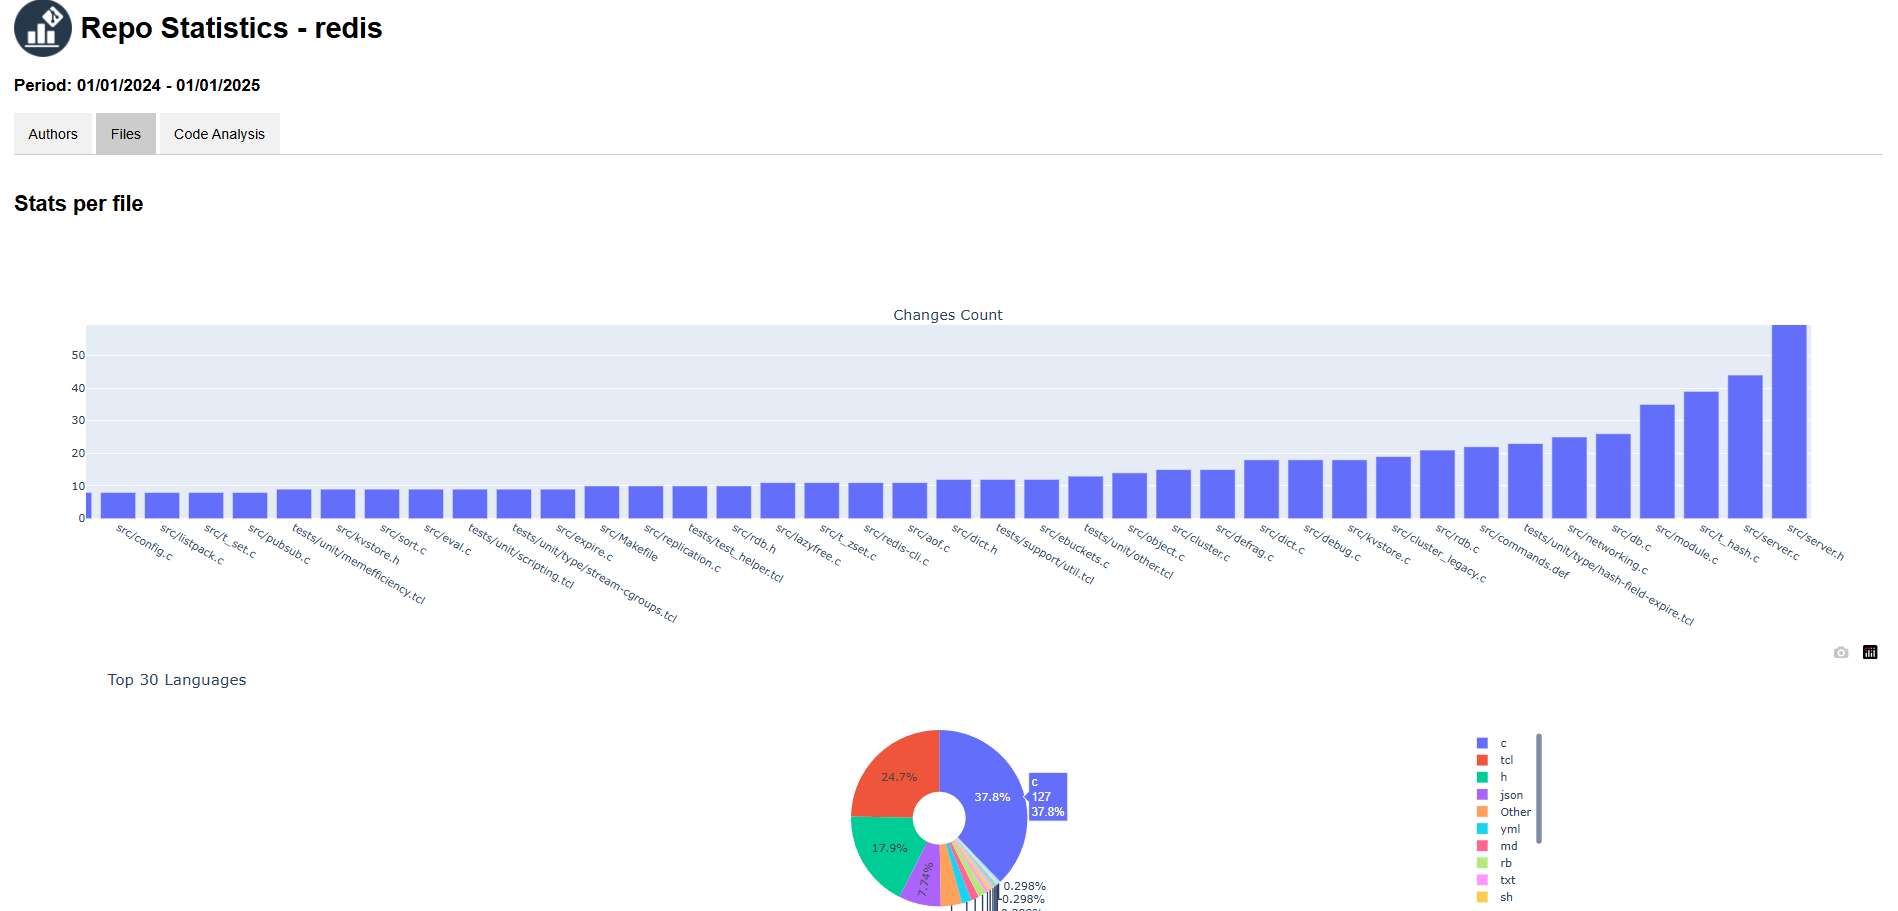 Repo Statistics - redis
Period: 01/01/2024 - 01/01/2025
Authors
Files
Code Analysis
Stats per file
Changes Count
50
40
30
20
10
0
src/config.c
src/listpack.c
src/t_set.c
src/pubsub.c
tests/unit/memefficiency.tcl
src/kvstore.h
src/sort.c
src/eval.c
tests/unit/scripting.tcl
tests/unit/type/stream-cgroups.tcl
src/expire.c
src/Makefile
src/replication.c
tests/test_helper.tcl
src/rdb.h
src/lazyfree.c
src/t_zset.c
src/redis-cli.c
src/aof.c
src/dict.h
tests/support/util.tcl
src/ebuckets.c
tests/unit/other.tcl
src/object.c
src/cluster.c
src/defrag.c
src/dict.c
src/debug.c
src/kvstore.c
src/cluster_legacy.c
src/rdb.c
src/commands.def
tests/unit/type/hash-field-expire.tcl
src/networking.c
src/db.c
src/module.c
src/t_hash.c
src/server.c
src/server.h
Top 30 Languages
24.7%
37.8%
17.9%
7.74%
c
127
37.8%
0.298%
0.298%
c
tcl
h
json
Other
yml
md
rb
txt
sh